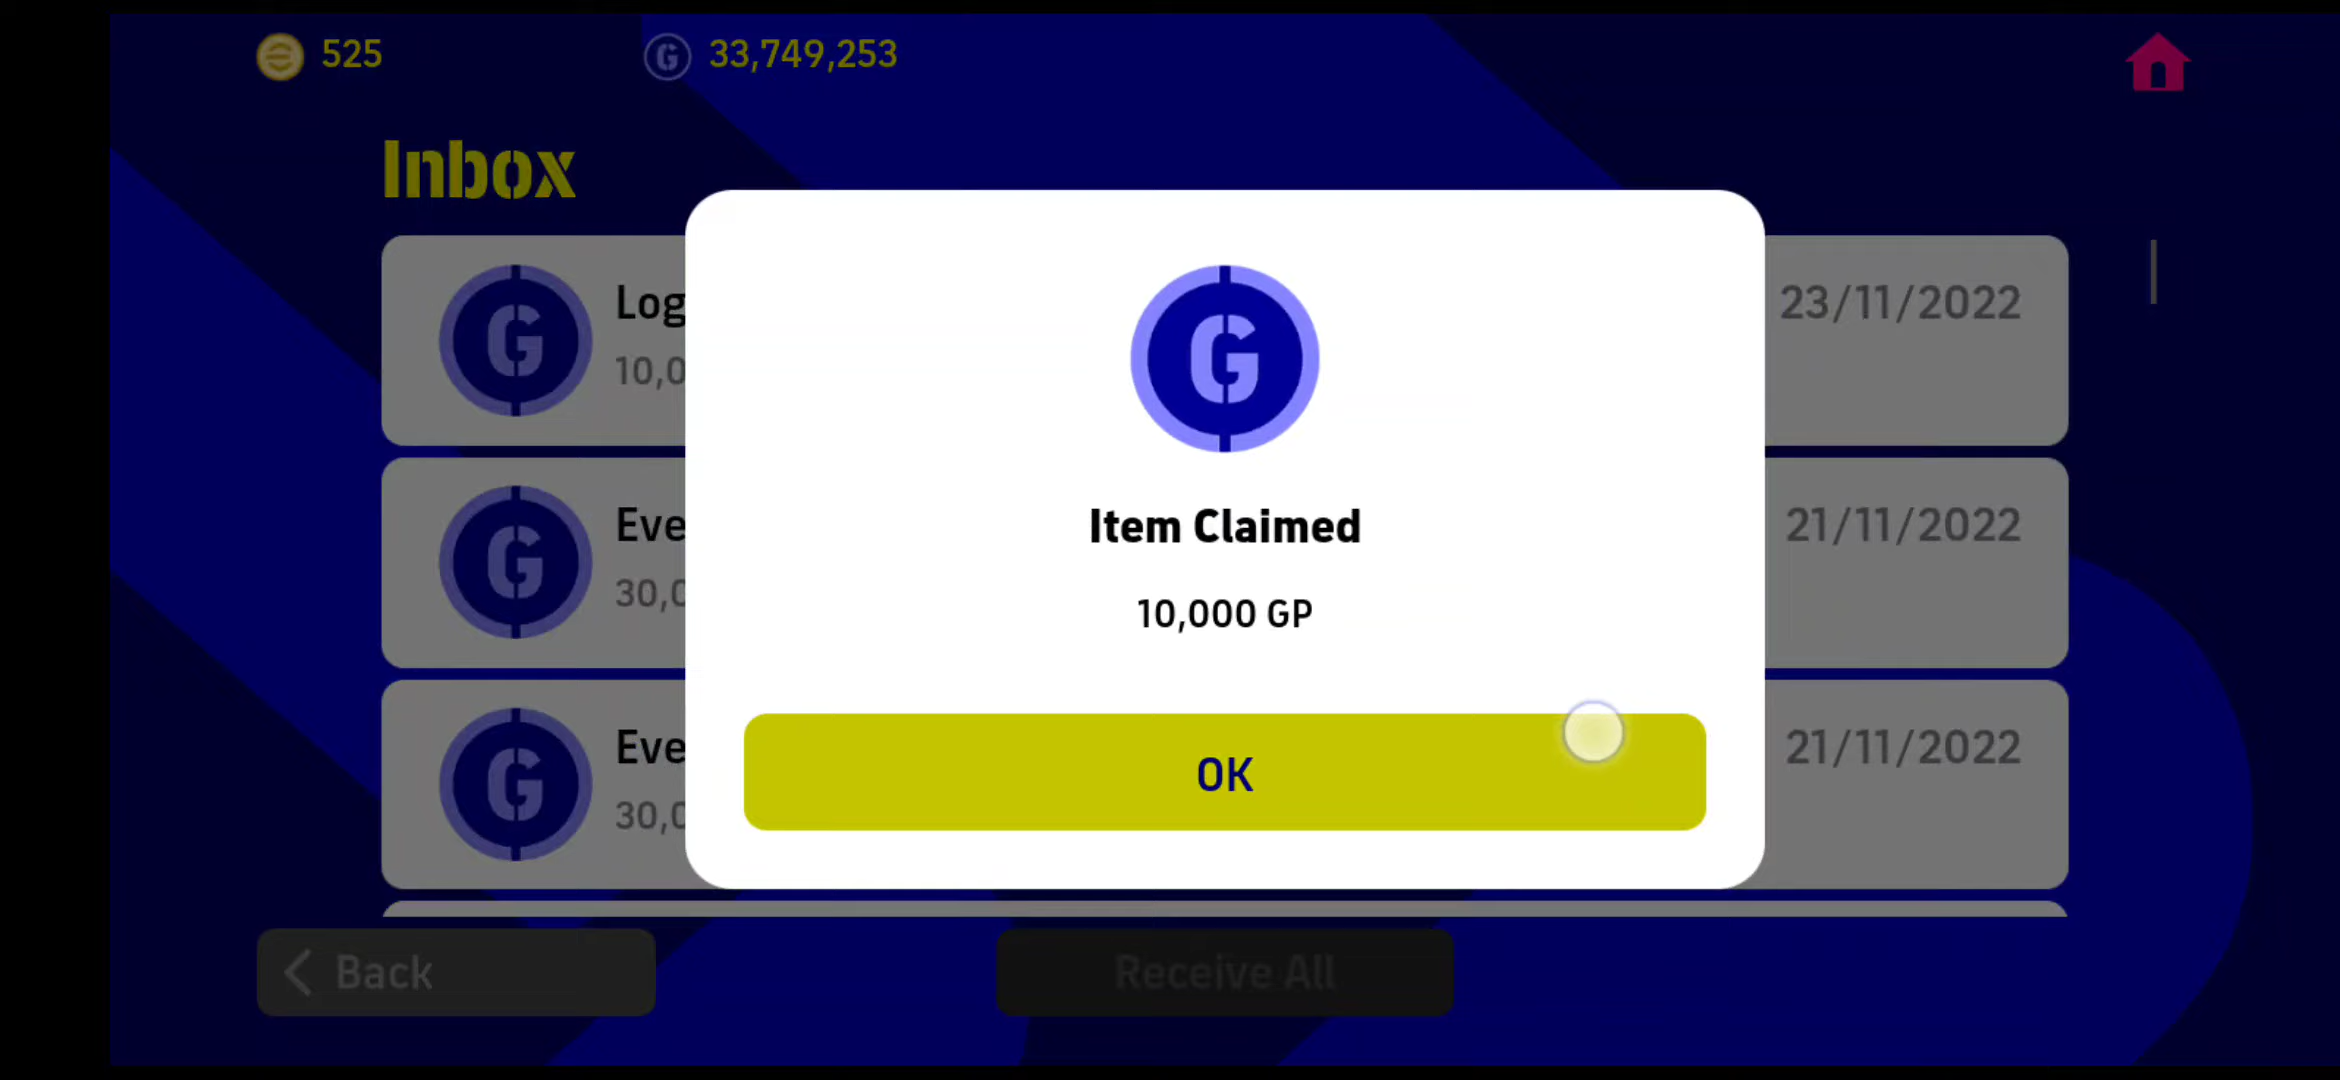 525
33,749,253
Inbox
Log
10,0
23/11/2022
Eve
30,0
21/11/2022
Eve
30,0
21/11/2022
G
Item Claimed
10,000 GP
OK
Back
Receive All